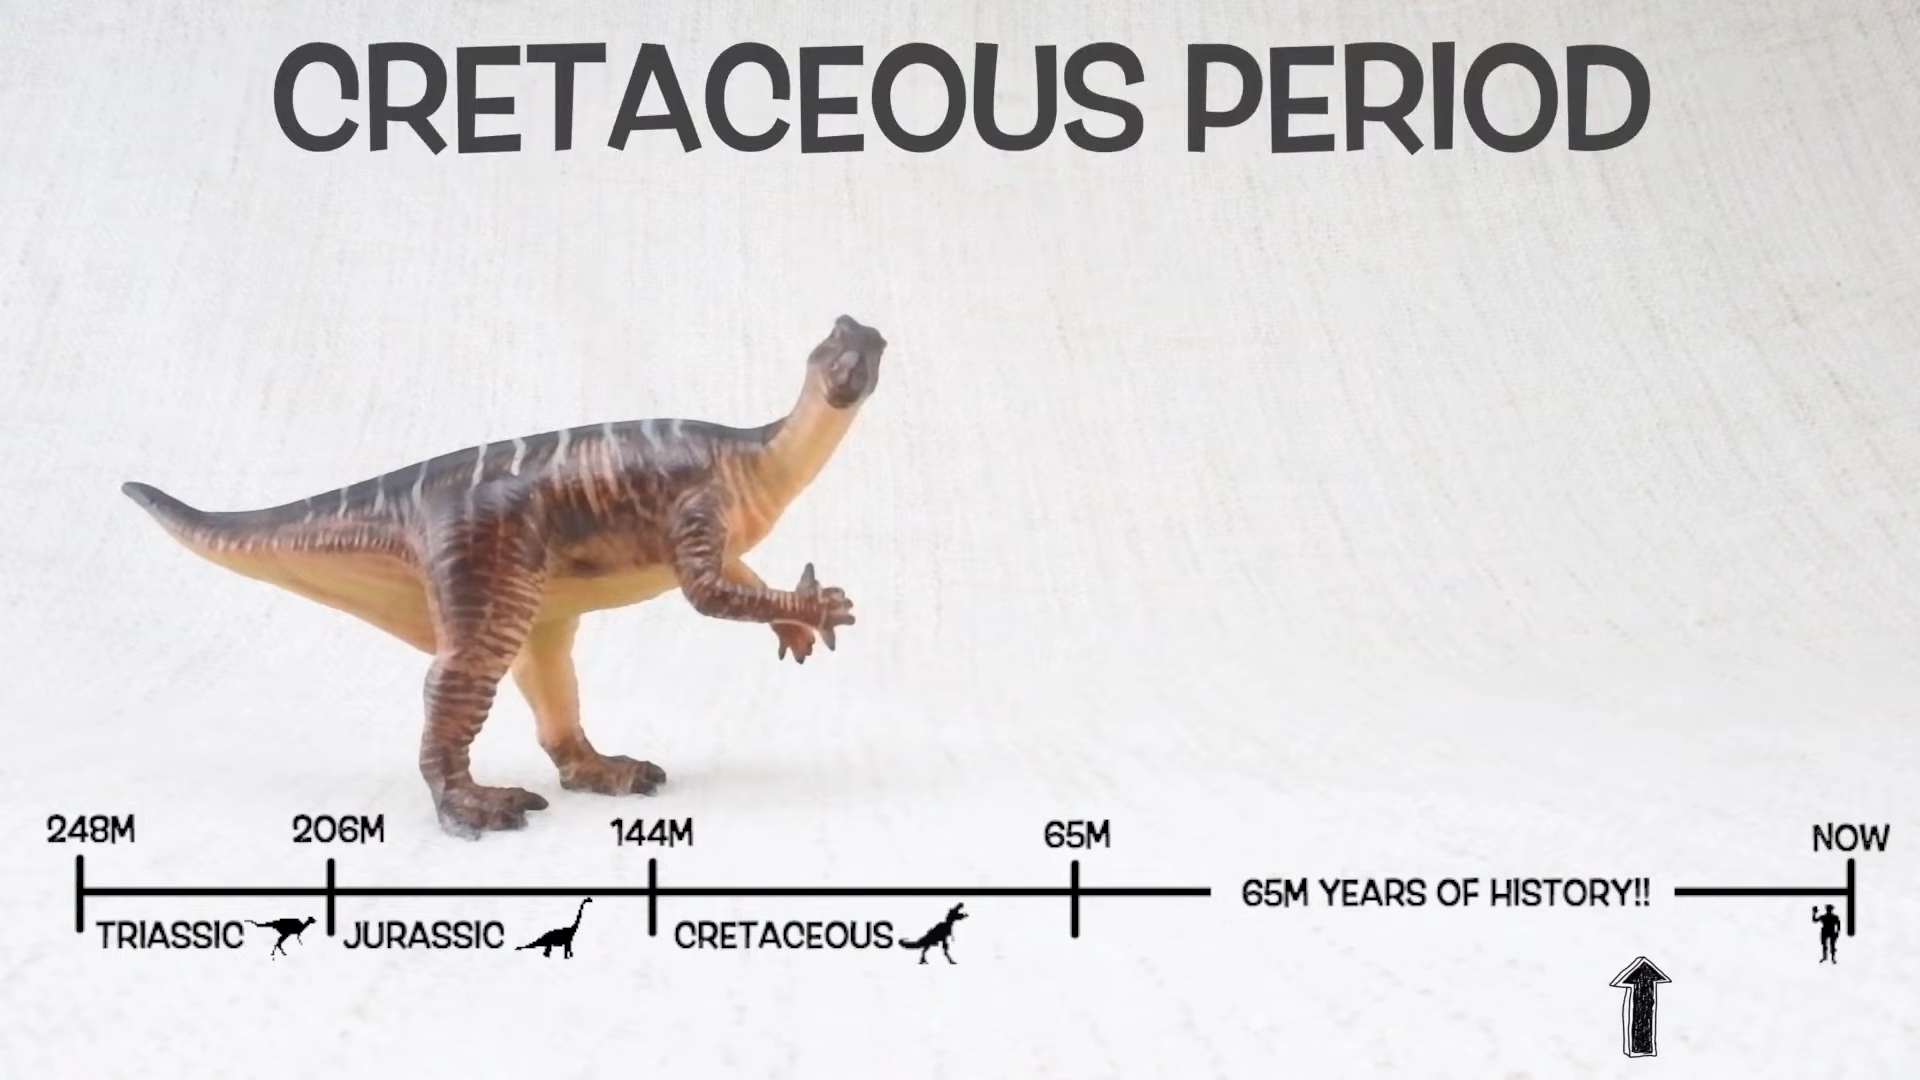 CRETACEOUS PERIOD
248M 206M 144M 65M NOW
65M YEARS OF HISTORY!!
TRIASSIC JURASSIC CRETACEOUS